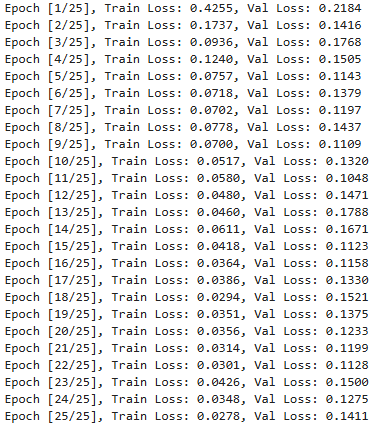 Epoch [1/25], Train Loss: 0.4255, Val Loss: 0.2184
Epoch [2/25], Train Loss: 0.1737, Val Loss: 0.1416
Epoch [3/25], Train Loss: 0.0936, Val Loss: 0.1768
Epoch [4/25], Train Loss: 0.1240, Val Loss: 0.1505
Epoch [5/25], Train Loss: 0.0757, Val Loss: 0.1143
Epoch [6/25], Train Loss: 0.0718, Val Loss: 0.1379
Epoch [7/25], Train Loss: 0.0702, Val Loss: 0.1197
Epoch [8/25], Train Loss: 0.0778, Val Loss: 0.1437
Epoch [9/25], Train Loss: 0.0700, Val Loss: 0.1109
Epoch [10/25], Train Loss: 0.0517, Val Loss: 0.1320
Epoch [11/25], Train Loss: 0.0580, Val Loss: 0.1048
Epoch [12/25], Train Loss: 0.0480, Val Loss: 0.1471
Epoch [13/25], Train Loss: 0.0460, Val Loss: 0.1788
Epoch [14/25], Train Loss: 0.0611, Val Loss: 0.1671
Epoch [15/25], Train Loss: 0.0418, Val Loss: 0.1123
Epoch [16/25], Train Loss: 0.0364, Val Loss: 0.1158
Epoch [17/25], Train Loss: 0.0386, Val Loss: 0.1330
Epoch [18/25], Train Loss: 0.0294, Val Loss: 0.1521
Epoch [19/25], Train Loss: 0.0351, Val Loss: 0.1375
Epoch [20/25], Train Loss: 0.0356, Val Loss: 0.1233
Epoch [21/25], Train Loss: 0.0314, Val Loss: 0.1199
Epoch [22/25], Train Loss: 0.0301, Val Loss: 0.1128
Epoch [23/25], Train Loss: 0.0426, Val Loss: 0.1500
Epoch [24/25], Train Loss: 0.0348, Val Loss: 0.1275
Epoch [25/25], Train Loss: 0.0278, Val Loss: 0.1411